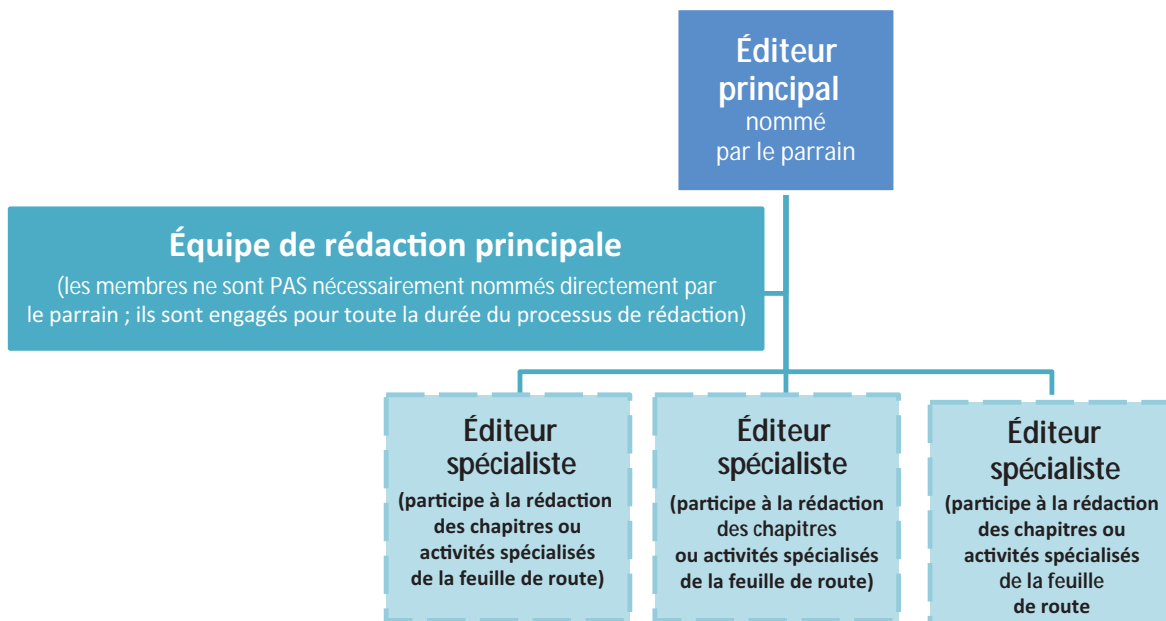 Éditeur
principal
nommé
par le parrain
Équipe de rédaction principale
(les membres ne sont PAS nécessairement nommés directement par
le parrain ; ils sont engagés pour toute la durée du processus de rédaction)
Éditeur
spécialiste
(participe à la rédaction
des chapitres ou
activités spécialisés
de la feuille de route)
Éditeur
spécialiste
(participe à la rédaction
des chapitres
ou activités spécialisés
de la feuille de route)
Éditeur
spécialiste
(participe à la rédaction
des chapitres ou
activités spécialisés
de la feuille
de route